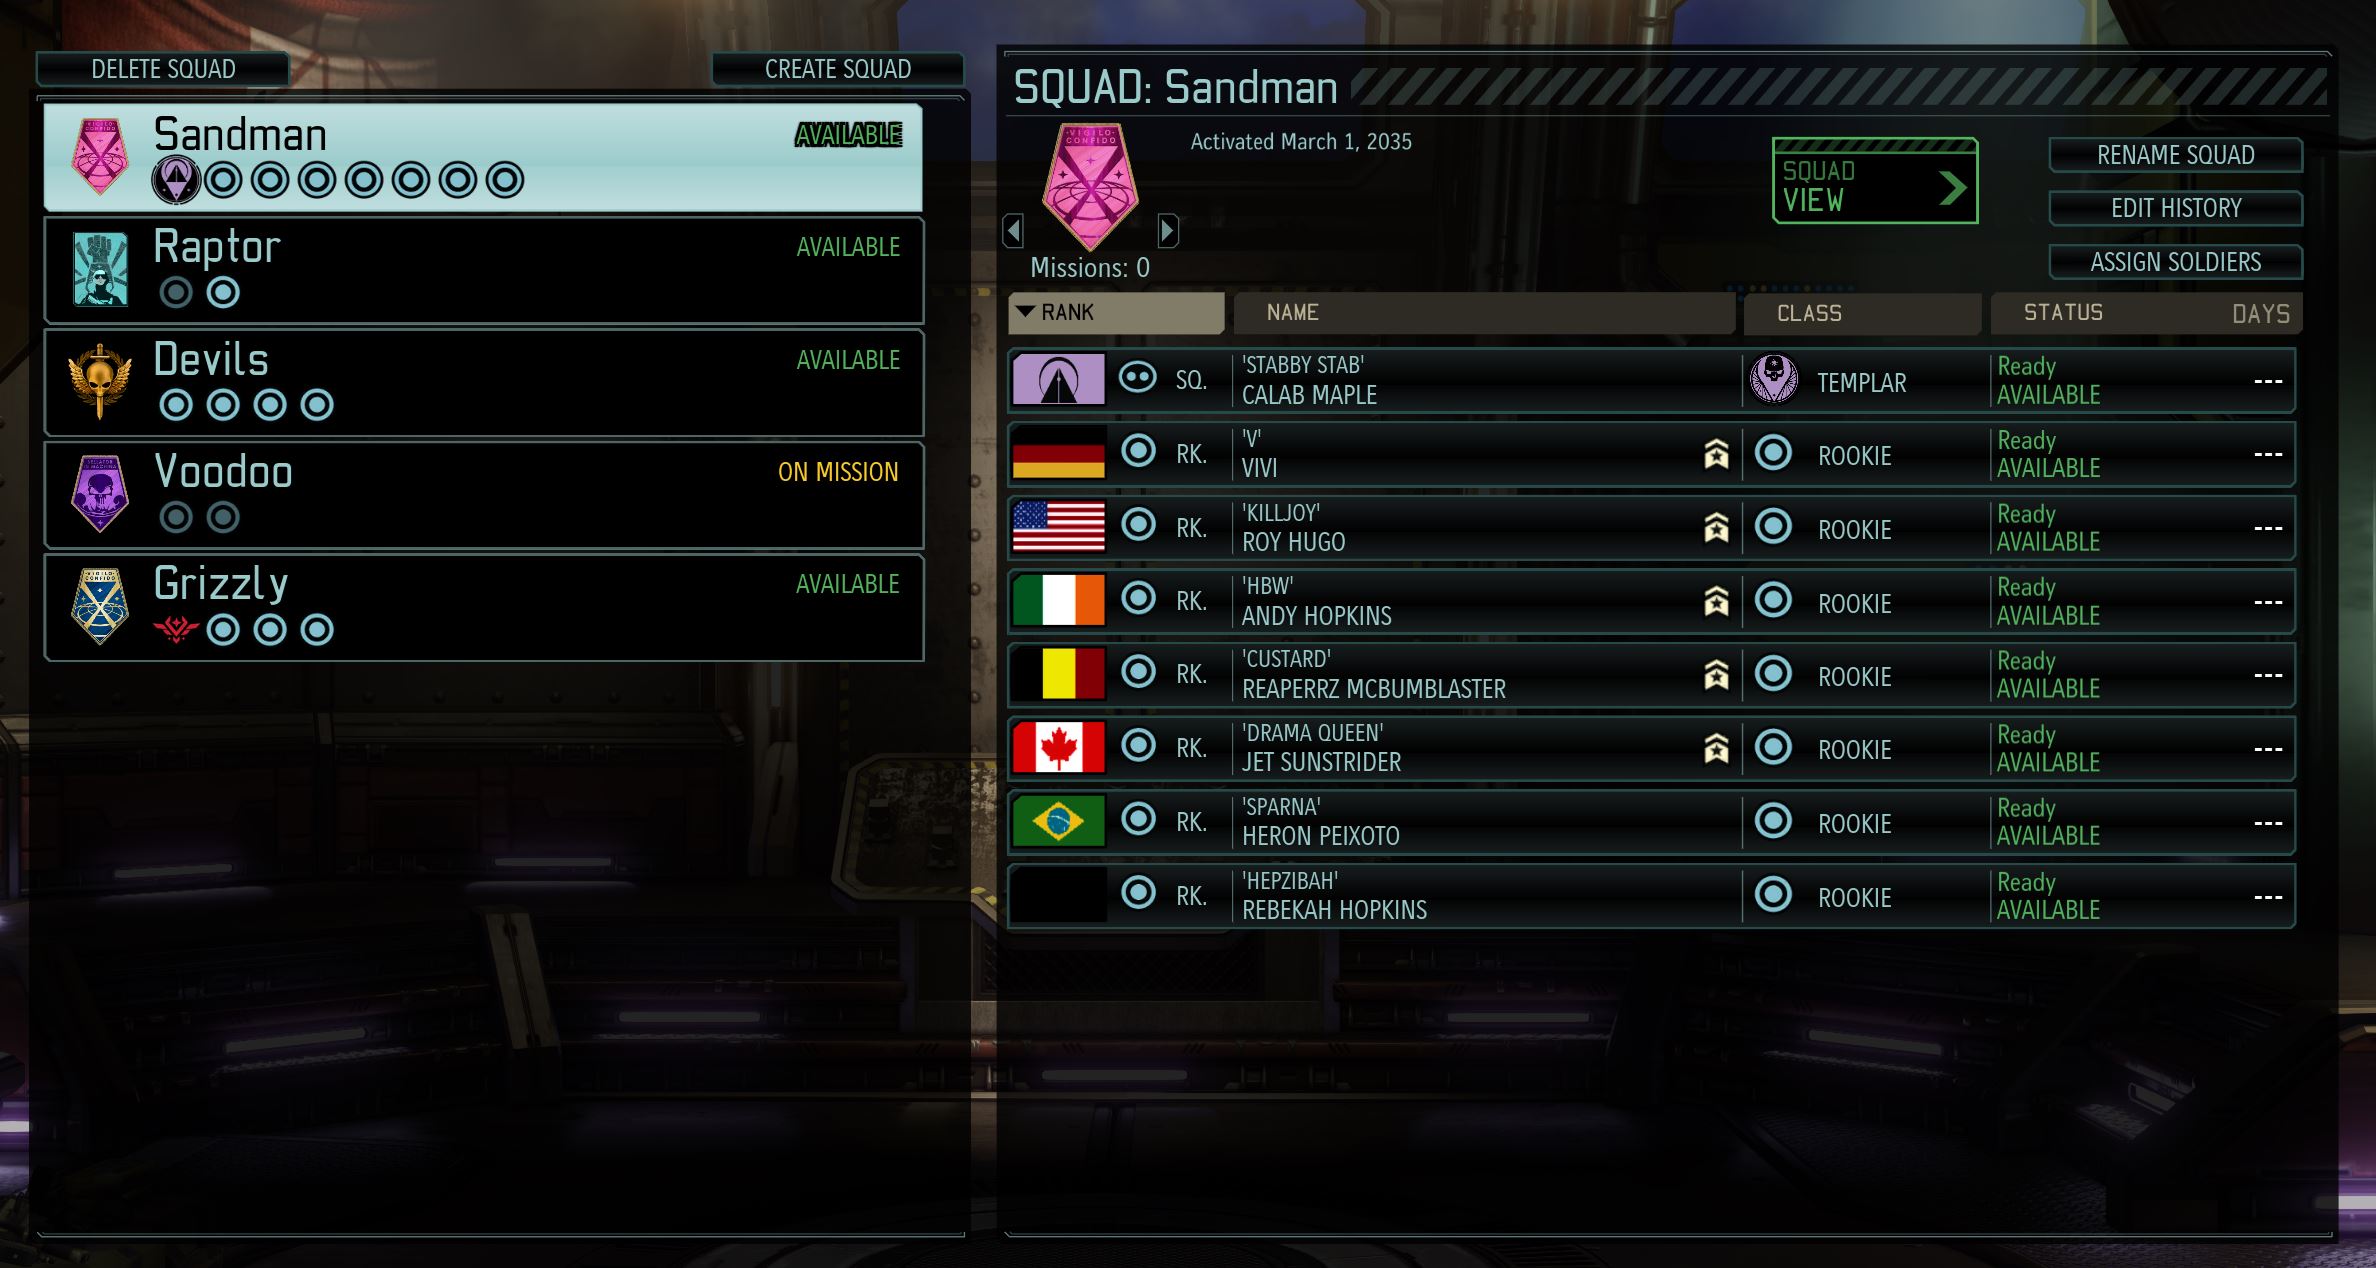 DELETE SQUAD
CREATE SQUAD
Sandman
AVAILABLE
Raptor
AVAILABLE
Devils
AVAILABLE
Voodoo
ON MISSION
Grizzly
AVAILABLE
SQUAD: Sandman
VIGILO
CONFIDO
Activated March 1, 2035
Missions: 0
SQUAD
VIEW
RENAME SQUAD
EDIT HISTORY
ASSIGN SOLDIERS
RANK NAME CLASS STATUS DAYS
SQ. 'STABBY STAB' CALAB MAPLE TEMPLAR Ready AVAILABLE ---
RK. 'V' VIVI ROOKIE Ready AVAILABLE ---
RK. 'KILLJOY' ROY HUGO ROOKIE Ready AVAILABLE ---
RK. 'HBW' ANDY HOPKINS ROOKIE Ready AVAILABLE ---
RK. 'CUSTARD' REAPERRZ MCBUMBLASTER ROOKIE Ready AVAILABLE ---
RK. 'DRAMA QUEEN' JET SUNSTRIDER ROOKIE Ready AVAILABLE ---
RK. 'SPARNA' HERON PEIXOTO ROOKIE Ready AVAILABLE ---
RK. 'HEPZIBAH' REBEKAH HOPKINS ROOKIE Ready AVAILABLE ---